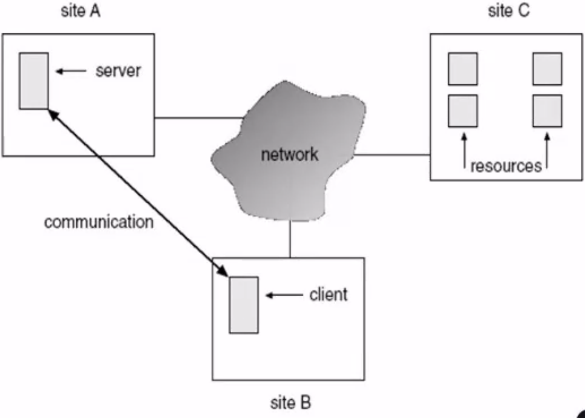 site A
site C
server
network
resources
communication
client
site B